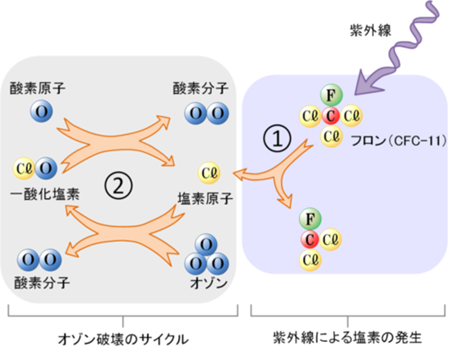 紫外線
酸素原子
O
酸素分子
O O
F
Cl C Cl
Cl
フロン(CFC-11)
①
Cl O
一酸化塩素
②
Cl
塩素原子
F
C Cl
Cl
O O
酸素分子
O
O O
オゾン
オゾン破壊のサイクル
紫外線による塩素の発生